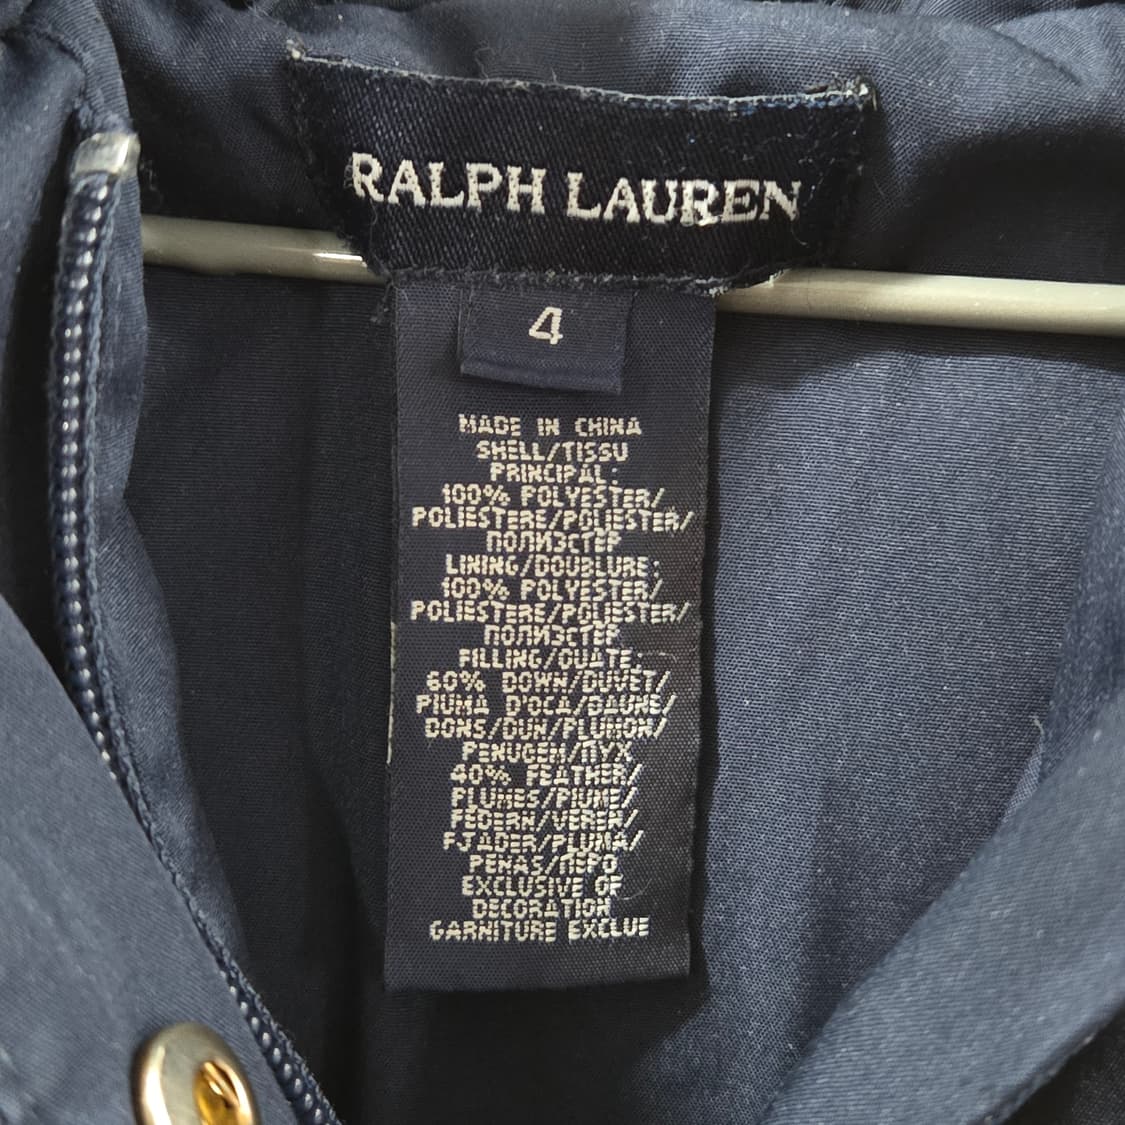 RALPH LAUREN
4
MADE IN CHINA
SHELL/TISSU
PRINCIPAL:
100% POLYESTER/
POLIESTERE/POLIESTER/
ПОЛИЭСТЕР
LINING/DOUBLURE:
100% POLYESTER/
POLIESTERE/POLIESTER/
ПОЛИЭСТЕР
FILLING/OUATE:
60% DOWN/DUVET/
PIUMA D'OCA/DAUNE/
DONS/DUN/PLUMON/
PENUGEM/ПУХ
40% FEATHER/
PLUMES/PIUME/
FEDERN/VEREN/
FJADER/PLUMA/
PENAS/ПЕРО
EXCLUSIVE OF
DECORATION
GARNITURE EXCLUE